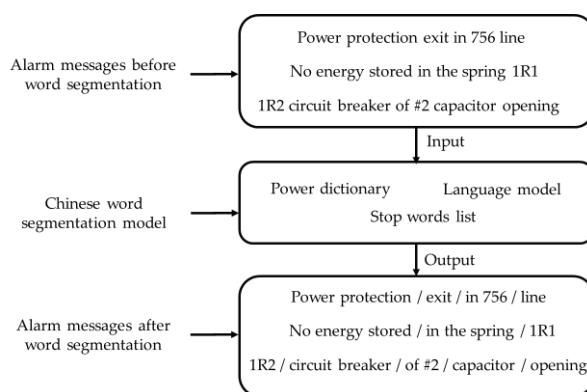 Alarm messages before
word segmentation
Power protection exit in 756 line
No energy stored in the spring 1R1
1R2 circuit breaker of #2 capacitor opening
Input
Chinese word
segmentation model
Power dictionary Language model
Stop words list
Output
Alarm messages after
word segmentation
Power protection / exit / in 756 / line
No energy stored / in the spring / 1R1
1R2 / circuit breaker / of #2 / capacitor / opening